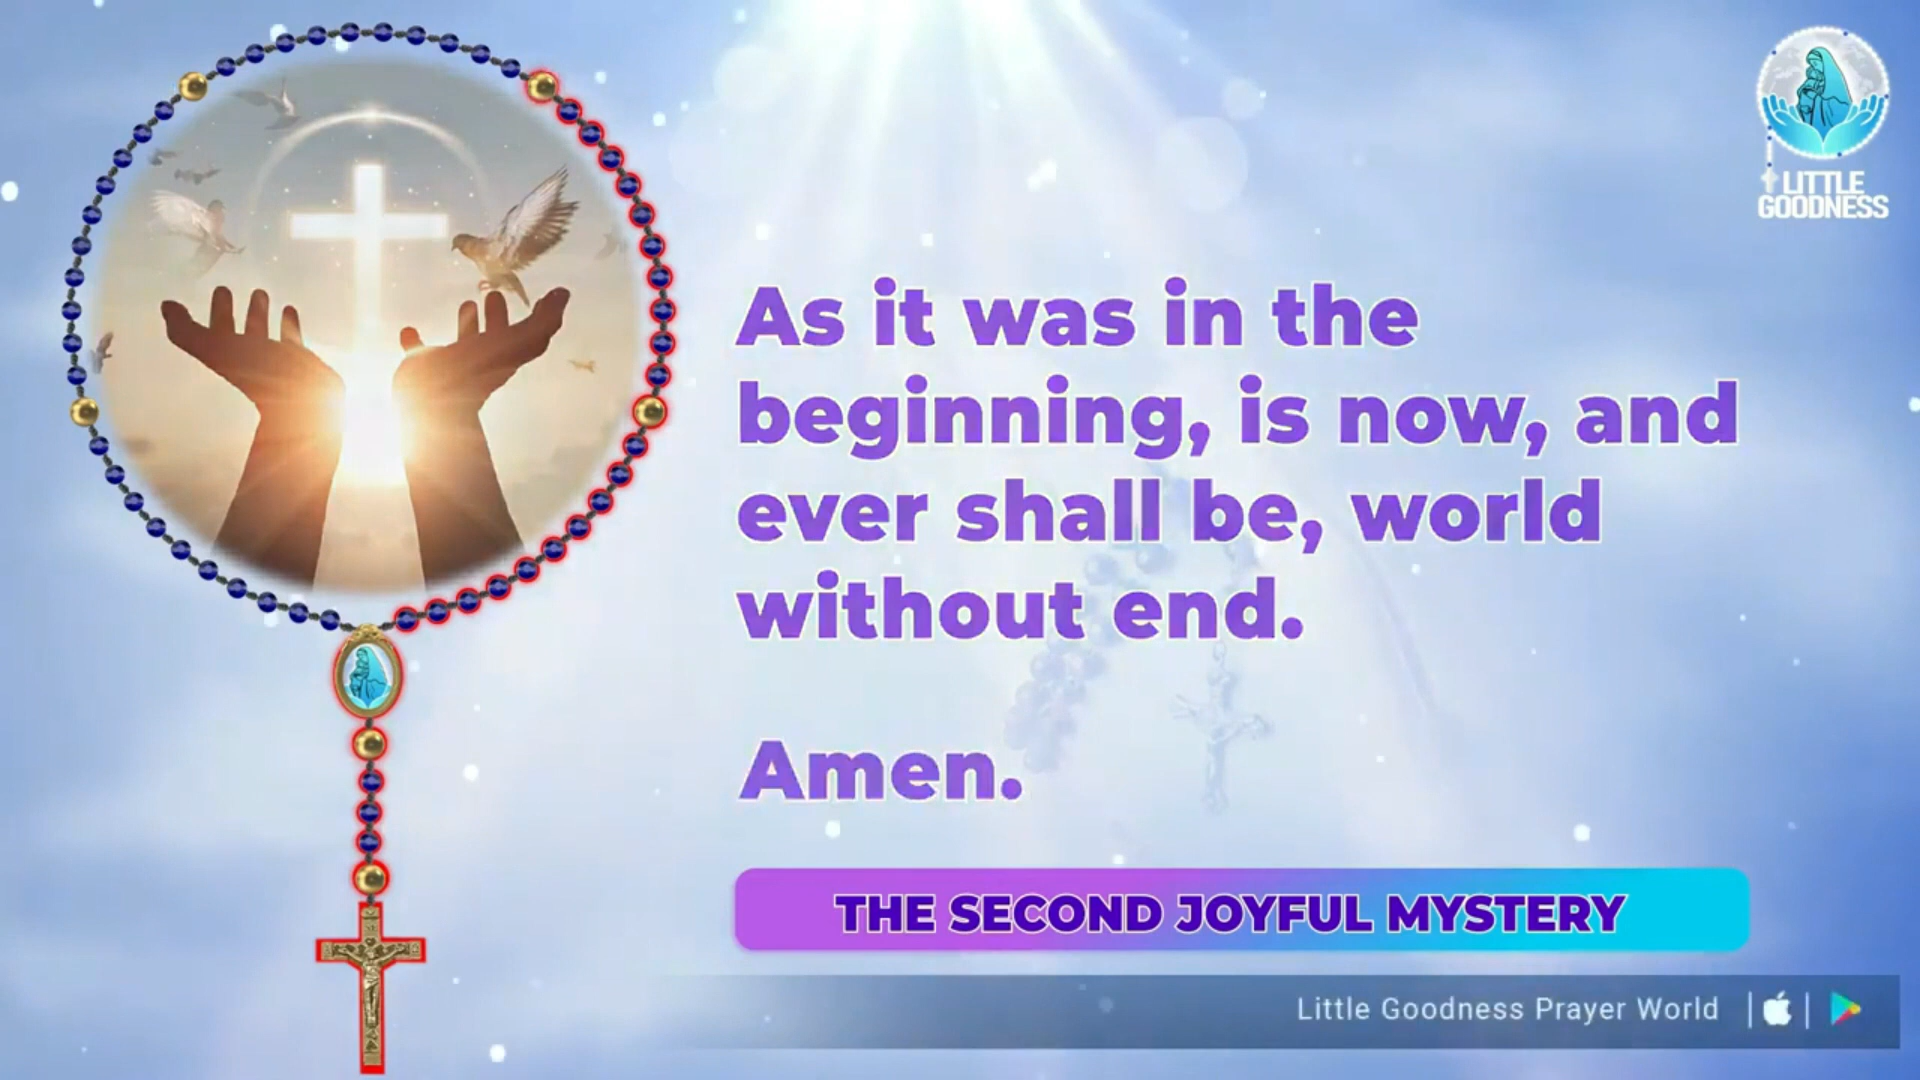 LITTLE
GOODNESS
As it was in the
beginning, is now, and
ever shall be, world
without end.
Amen.
THE SECOND JOYFUL MYSTERY
Little Goodness Prayer World